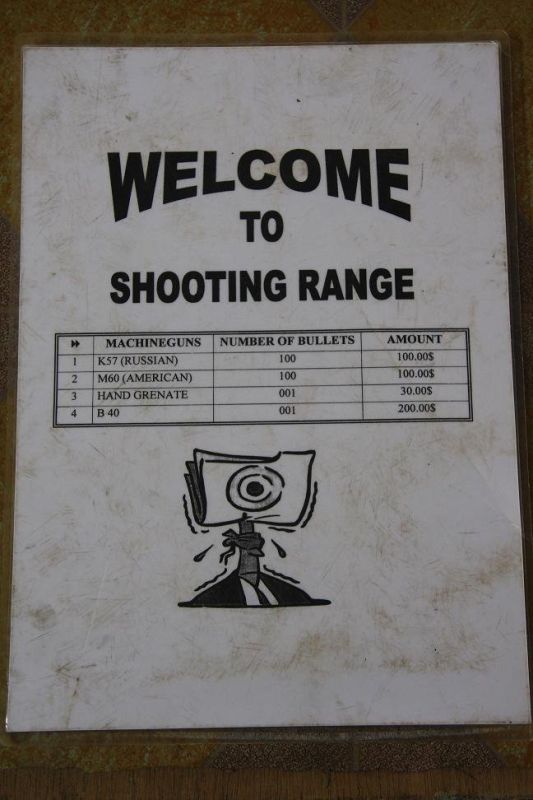 WELCOME
TO
SHOOTING RANGE
MACHINEGUNS NUMBER OF BULLETS AMOUNT
1 K57 (RUSSIAN) 100 100.00$
2 M60 (AMERICAN) 100 100.00$
3 HAND GRENATE 001 30.00$
4 B 40 001 200.00$